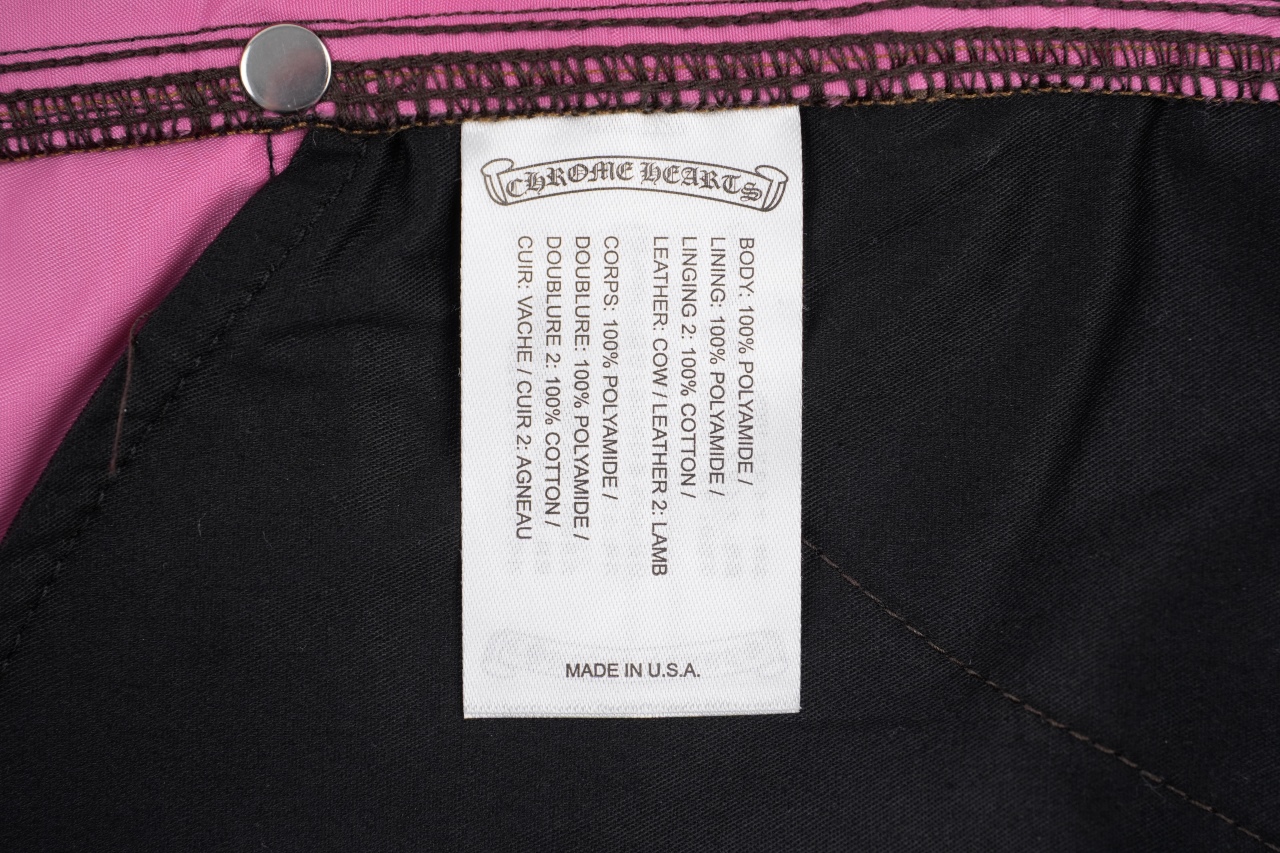 CHROME HEARTS
BODY: 100% POLYAMIDE /
LINING: 100% POLYAMIDE /
LINGING 2: 100% COTTON /
LEATHER: COW / LEATHER 2: LAMB
CORPS: 100% POLYAMIDE /
DOUBLURE: 100% POLYAMIDE /
DOUBLURE 2: 100% COTTON /
CUIR: VACHE / CUIR 2: AGNEAU
MADE IN U.S.A.